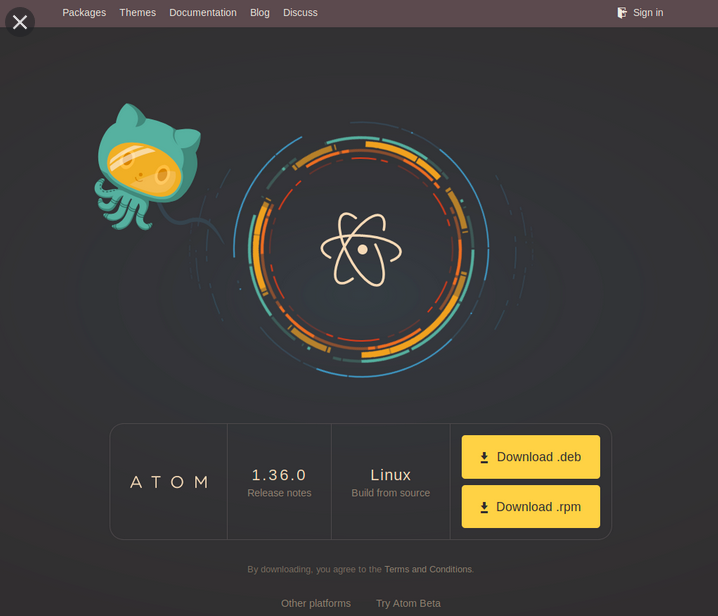 Packages Themes Documentation Blog Discuss Sign in
ATOM
1.36.0
Release notes
Linux
Build from source
Download .deb
Download .rpm
By downloading, you agree to the Terms and Conditions.
Other platforms Try Atom Beta